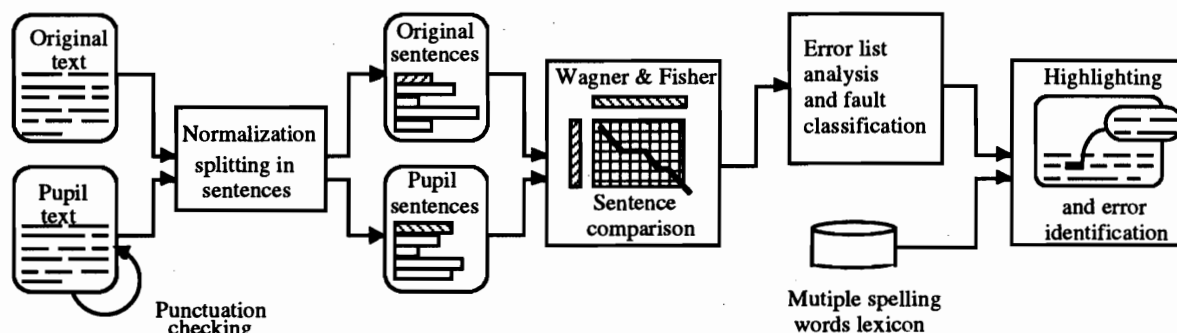 Original
text
Pupil
text
Punctuation
checking
Normalization
splitting in
sentences
Original
sentences
Pupil
sentences
Wagner & Fisher
Sentence
comparison
Error list
analysis
and fault
classification
Mutiple spelling
words lexicon
Highlighting
and error
identification